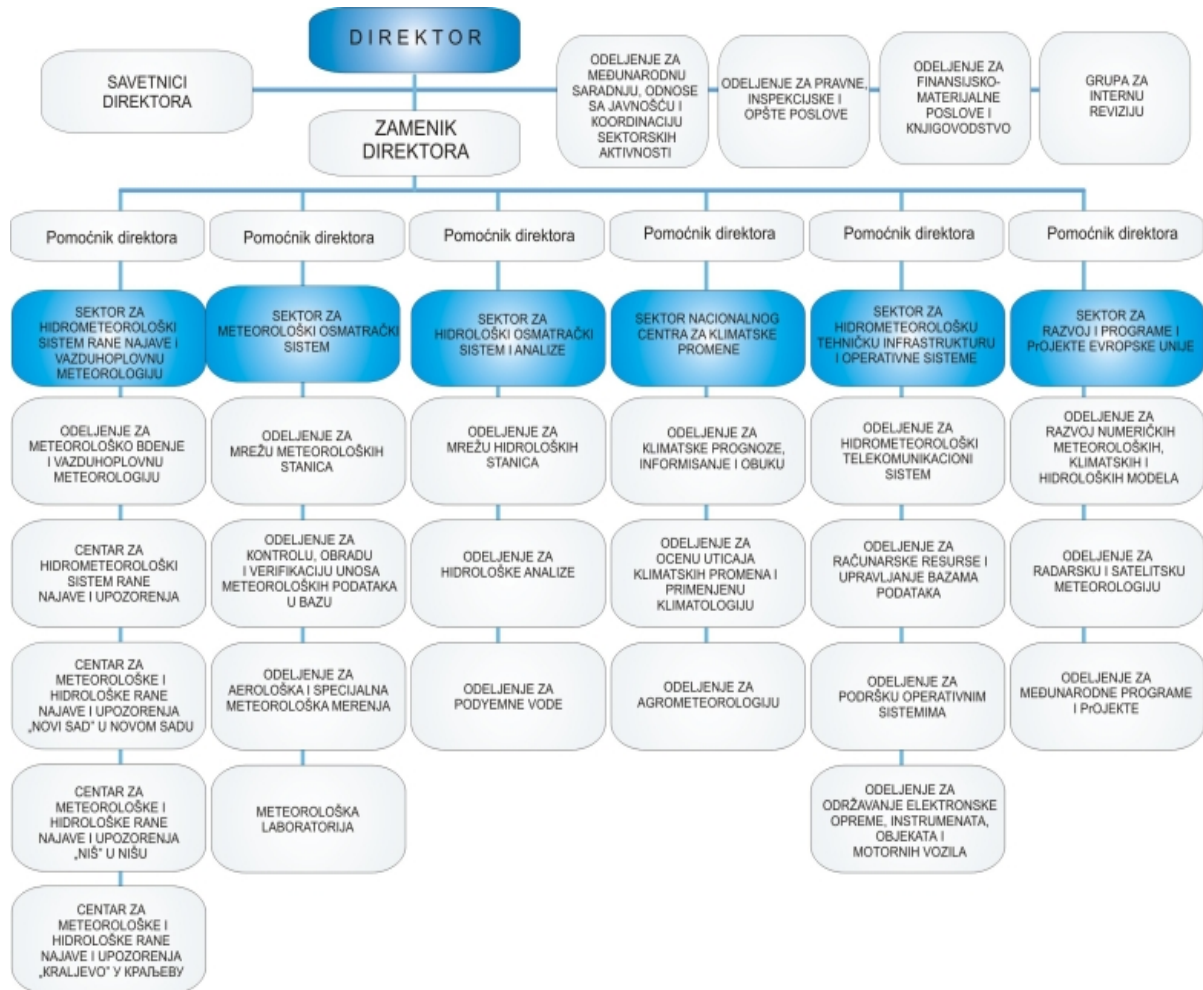 DIREKTOR
SAVETNICI
DIREKTORA
ZAMENIK
DIREKTORA
ODELJENJE ZA
MEĐUNARODNU
SARADNJU, ODNOSE
SA JAVNOŠĆU I
KOORDINACIJU
SEKTORSKIH
AKTIVNOSTI
ODELJENJE ZA PRAVNE,
INSPEKCIJSKE I
OPŠTE POSLOVE
ODELJENJE ZA
FINANSIJSKO-
MATERIJALNE
POSLOVE I
KNJIGOVODSTVO
GRUPA ZA
INTERNU
REVIZIJU
Pomoćnik direktora
Pomoćnik direktora
Pomoćnik direktora
Pomoćnik direktora
Pomoćnik direktora
Pomoćnik direktora
SEKTOR ZA
HIDROMETEOROLOŠKI
SISTEM RANE NAJAVE I
VAZDUHOPLOVNU
METEOROLOGIJU
SEKTOR ZA
METEOROLOŠKI OSMATRAČKI
SISTEM
SEKTOR ZA
HIDROLOŠKI OSMATRAČKI
SISTEM I ANALIZE
SEKTOR NACIONALNOG
CENTRA ZA KLIMATSKE
PROMENE
SEKTOR ZA
HIDROMETEOROLOŠKU
TEHNIČKU INFRASTRUKTURU
I OPERATIVNE SISTEME
SEKTOR ZA
RAZVOJ I PROGRAME I
PrOJEKTE EVROPSKE UNIJE
ODELJENJE ZA
METEOROLOŠKO BDENJE
I VAZDUHOPLOVNU
METEOROLOGIJU
ODELJENJE ZA
MREŽU METEOROLOŠKIH
STANICA
ODELJENJE ZA
MREŽU HIDROLOŠKIH
STANICA
ODELJENJE ZA
KLIMATSKE PROGNOZE,
INFORMISANJE I OBUKU
ODELJENJE ZA
HIDROMETEOROLOŠKI
TELEKOMUNIKACIONI
SISTEM
ODELJENJE ZA
RAZVOJ NUMERIČKIH
METEOROLOŠKIH,
KLIMATSKIH I
HIDROLOŠKIH MODELA
CENTAR ZA
HIDROMETEOROLOŠKI
SISTEM RANE
NAJAVE I UPOZORENJA
ODELJENJE ZA
KONTROLU, OBRADU
I VERIFIKACIJU UNOSA
METEOROLOŠKIH PODATAKA
U BAZU
ODELJENJE ZA
HIDROLOŠKE ANALIZE
ODELJENJE ZA
OCENU UTICAJA
KLIMATSKIH PROMENA I
PRIMENJENU
KLIMATOLOGIJU
ODELJENJE ZA
RAČUNARSKE RESURSE I
UPRAVLJANJE BAZAMA
PODATAKA
ODELJENJE ZA
RADARSKU I SATELITSKU
METEOROLOGIJU
CENTAR ZA
METEOROLOŠKE I
HIDROLOŠKE RANE
NAJAVE I UPOZORENJA
„NOVI SAD” U NOVOM SADU
ODELJENJE ZA
AEROLOŠKA I SPECIJALNA
METEOROLOŠKA MERENJA
ODELJENJE ZA
PODYEMNE VODE
ODELJENJE ZA
AGROMETEOROLOGIJU
ODELJENJE ZA
PODRŠKU OPERATIVNIM
SISTEMIMA
ODELJENJE ZA
MEĐUNARODNE PROGRAME
I PrOJEKTE
CENTAR ZA
METEOROLOŠKE I
HIDROLOŠKE RANE
NAJAVE I UPOZORENJA
„NIŠ” U NIŠU
METEOROLOŠKA
LABORATORIJA
ODELJENJE ZA
ODRŽAVANJE ELEKTRONSKE
OPREME, INSTRUMENATA,
OBJEKATA I
MOTORNIH VOZILA
CENTAR ZA
METEOROLOŠKE I
HIDROLOŠKE RANE
NAJAVE I UPOZORENJA
„KRALJEVO” У КРАЉЕВУ